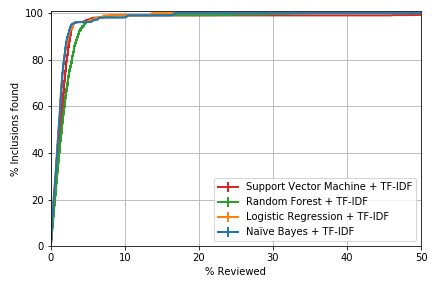 100
80
60
40
20
0
% Inclusions found
0 10 20 30 40 50
% Reviewed
Support Vector Machine + TF-IDF
Random Forest + TF-IDF
Logistic Regression + TF-IDF
Naïve Bayes + TF-IDF